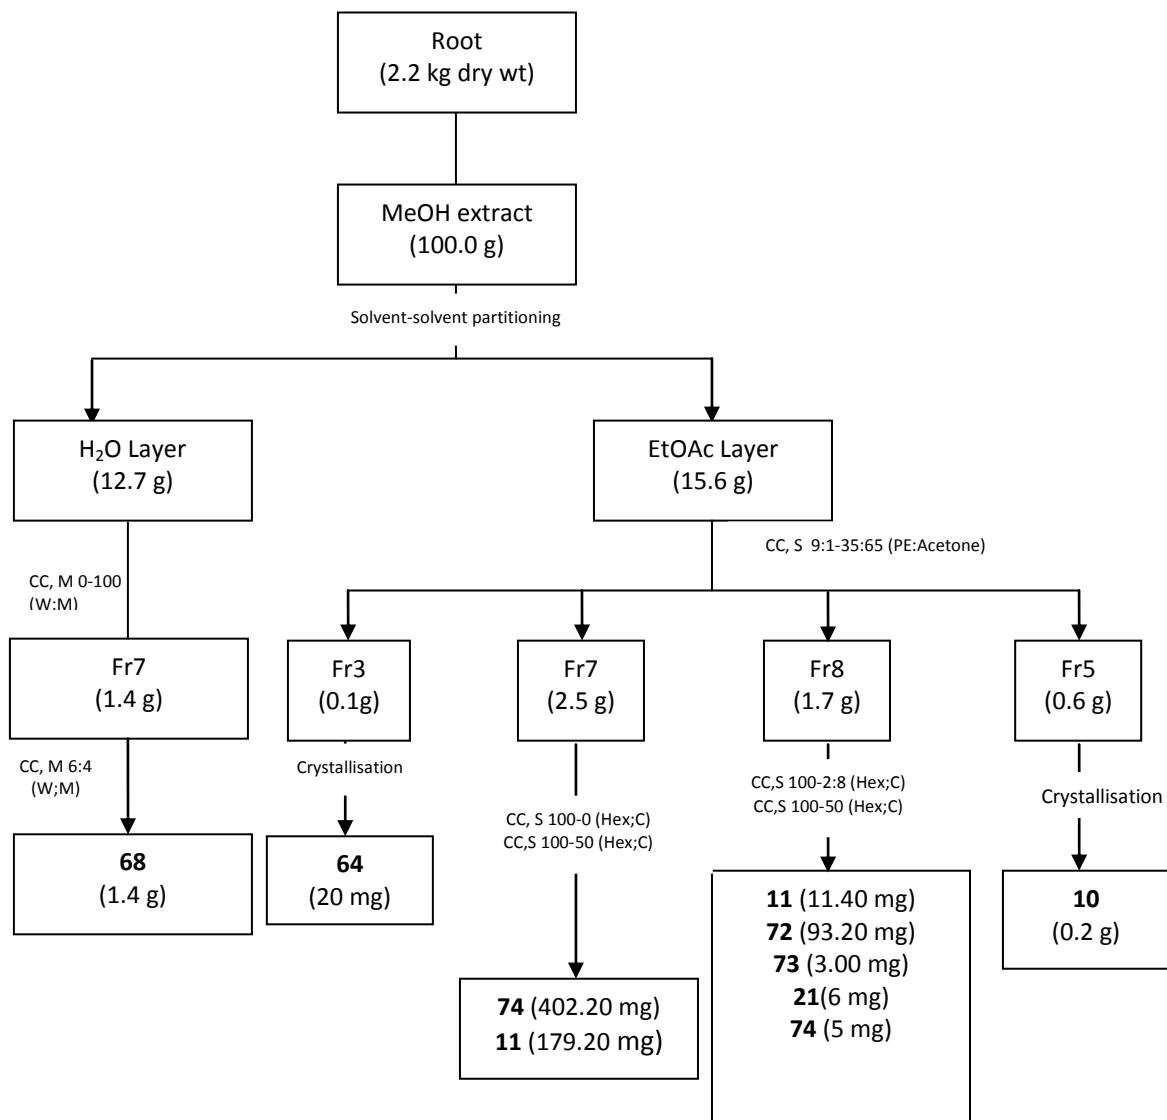 Root
(2.2 kg dry wt)
MeOH extract
(100.0 g)
Solvent-solvent partitioning
H₂O Layer
(12.7 g)
EtOAc Layer
(15.6 g)
CC, S 9:1-35:65 (PE:Acetone)
CC, M 0-100
(W:M)
Fr7
(1.4 g)
Fr3
(0.1g)
Fr7
(2.5 g)
Fr8
(1.7 g)
Fr5
(0.6 g)
CC, M 6:4
(W;M)
Crystallisation
CC, S 100-0 (Hex;C)
CC,S 100-50 (Hex;C)
CC,S 100-2:8 (Hex;C)
CC,S 100-50 (Hex;C)
Crystallisation
68
(1.4 g)
64
(20 mg)
74 (402.20 mg)
11 (179.20 mg)
11 (11.40 mg)
72 (93.20 mg)
73 (3.00 mg)
21(6 mg)
74 (5 mg)
10
(0.2 g)